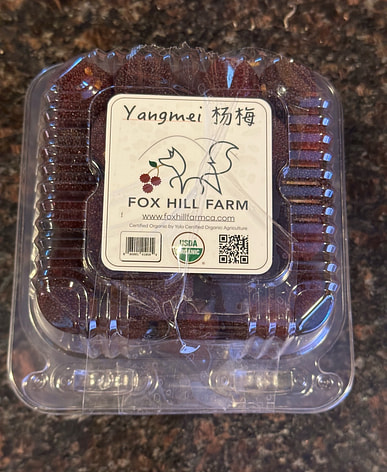 Yangmei 杨梅
FOX HILL FARM
www.foxhillfarmca.com
Certified Organic by Yolo Certified Organic Agriculture
USDA
ORGANIC